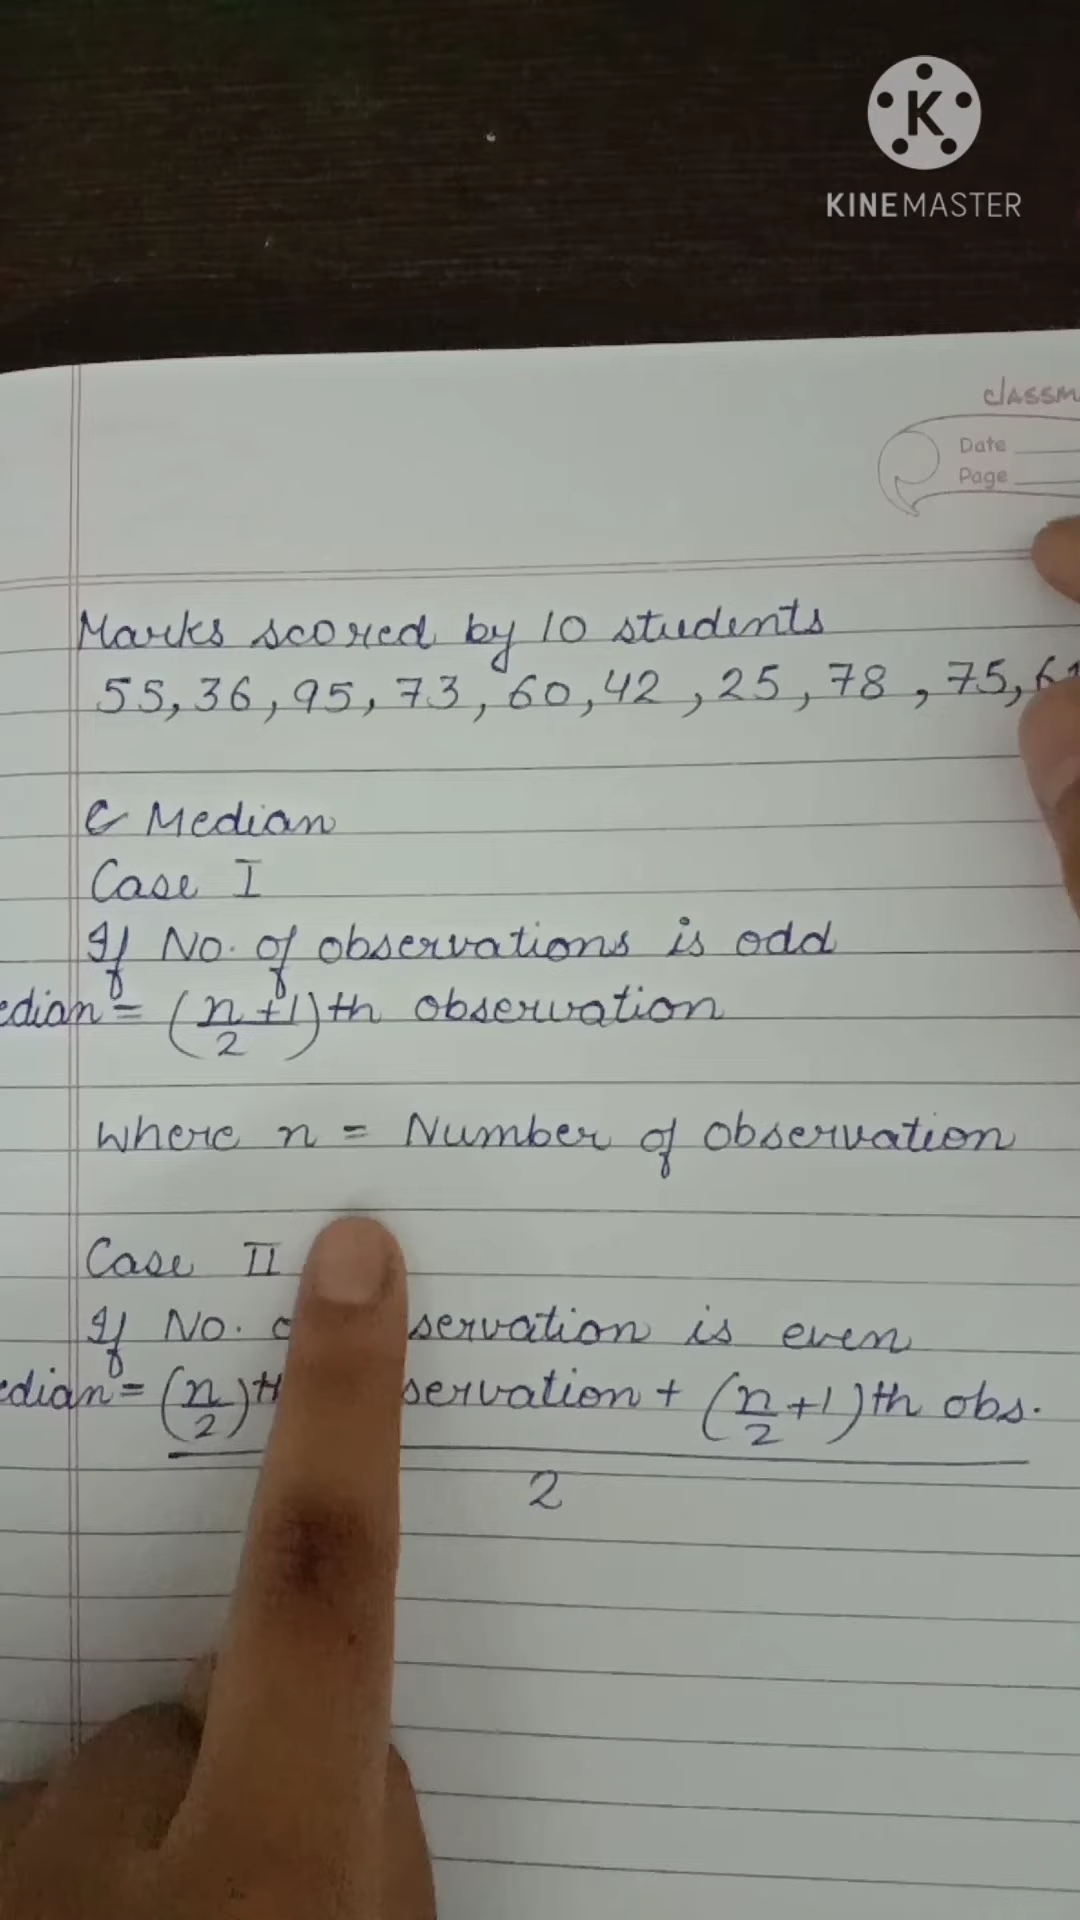 K
KINEMASTER
classm
Date
Page
Marks scored by 10 students
55, 36, 95, 73, 60, 42, 25, 78, 75,
C Median
Case I
If No. of observations is odd
edian = (n+1/2)th observation
where n = Number of observation
Case II
If No. servation is even
edian = (n/2)th servation + (n/2+1)th obs.
2